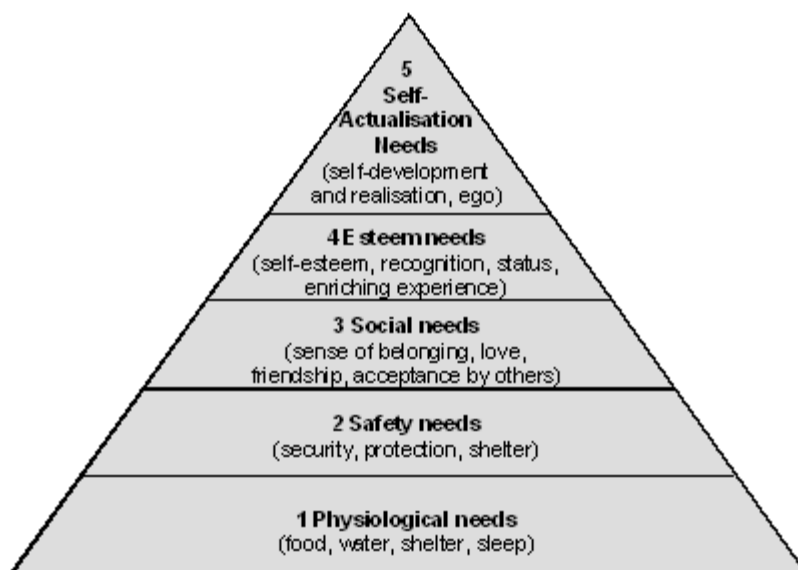 5
Self-
Actualisation
Needs
(self-development
and realisation, ego)
4 E steem needs
(self-esteem, recognition, status,
enriching experience)
3 Social needs
(sense of belonging, love,
friendship, acceptance by others)
2 Safety needs
(security, protection, shelter)
1 Physiological needs
(food, water, shelter, sleep)